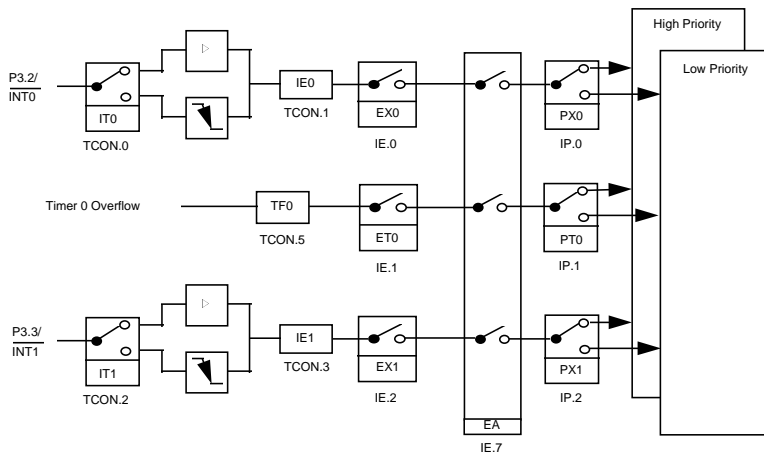 High Priority
Low Priority
P3.2/
INT0
IT0
TCON.0
IE0
TCON.1
EX0
IE.0
PX0
IP.0
Timer 0 Overflow
TF0
TCON.5
ET0
IE.1
PT0
IP.1
P3.3/
INT1
IT1
TCON.2
IE1
TCON.3
EX1
IE.2
PX1
IP.2
EA
IE.7